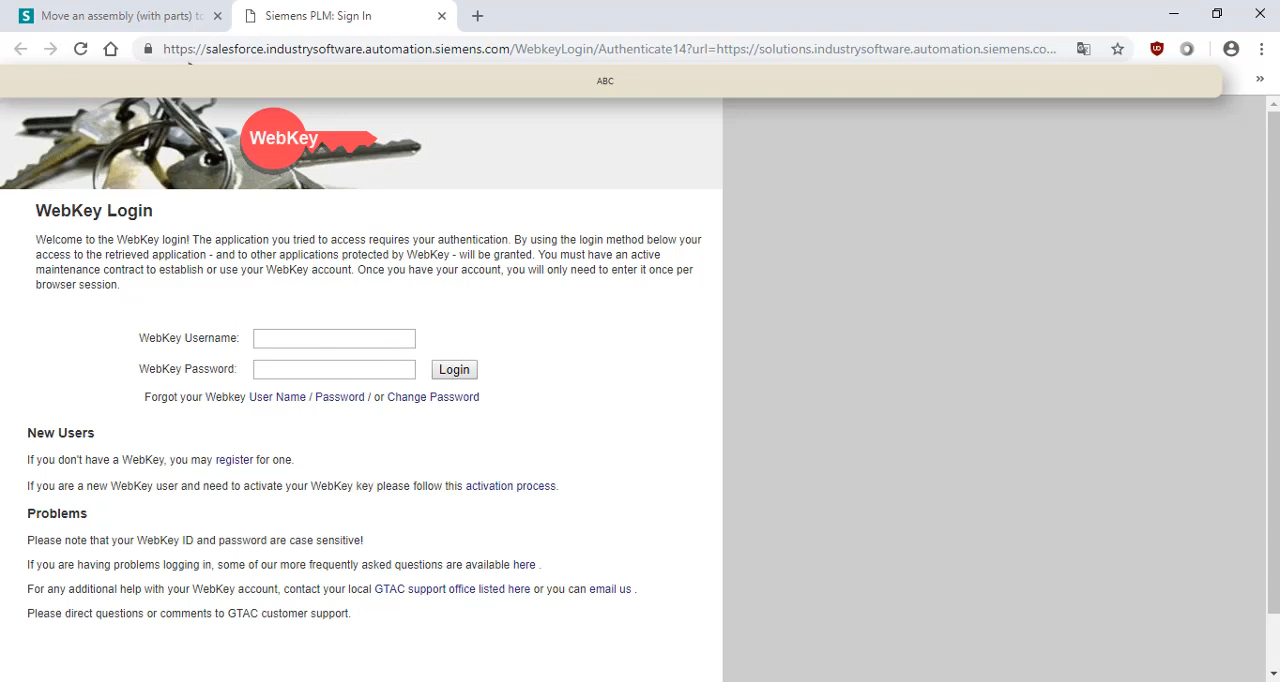 S Move an assembly (with parts) to
Siemens PLM: Sign In
https://salesforce.industrysoftware.automation.siemens.com/WebkeyLogin/Authenticate14?url=https://solutions.industrysoftware.automation.siemens.co...
ABC
WebKey
WebKey Login
Welcome to the WebKey login! The application you tried to access requires your authentication. By using the login method below your
access to the retrieved application - and to other applications protected by WebKey - will be granted. You must have an active
maintenance contract to establish or use your WebKey account. Once you have your account, you will only need to enter it once per
browser session.
WebKey Username:
WebKey Password: Login
Forgot your Webkey User Name / Password / or Change Password
New Users
If you don't have a WebKey, you may register for one.
If you are a new WebKey user and need to activate your WebKey key please follow this activation process.
Problems
Please note that your WebKey ID and password are case sensitive!
If you are having problems logging in, some of our more frequently asked questions are available here .
For any additional help with your WebKey account, contact your local GTAC support office listed here or you can email us .
Please direct questions or comments to GTAC customer support.